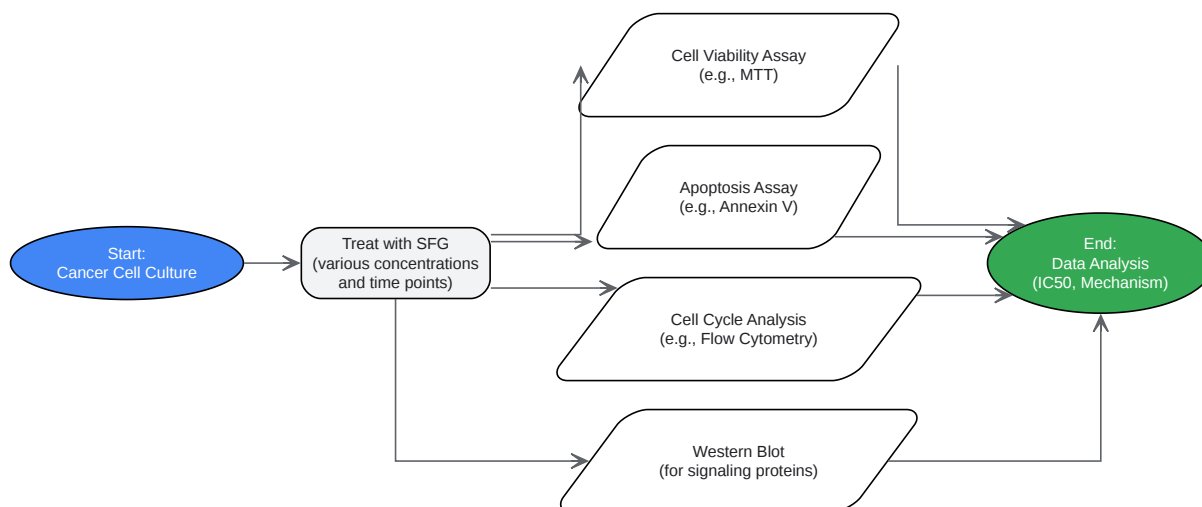 Start:
Cancer Cell Culture
Treat with SFG
(various concentrations
and time points)
Cell Viability Assay
(e.g., MTT)
Apoptosis Assay
(e.g., Annexin V)
Cell Cycle Analysis
(e.g., Flow Cytometry)
Western Blot
(for signaling proteins)
End:
Data Analysis
(IC50, Mechanism)